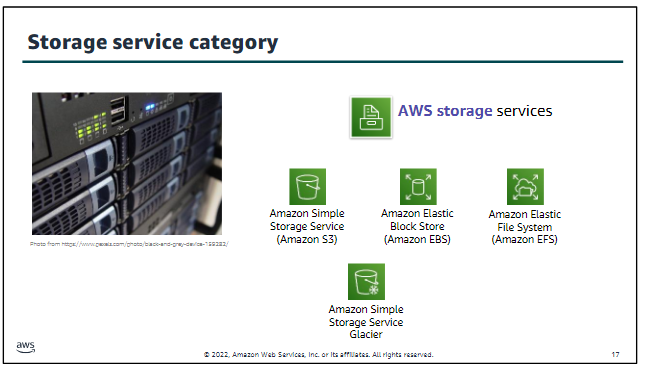 Storage service category
AWS storage services
Amazon Simple
Storage Service
(Amazon S3)
Amazon Elastic
Block Store
(Amazon EBS)
Amazon Elastic
File System
(Amazon EFS)
Photo from https://www.pexels.com/photo/black-and-gray-device-159282/
Amazon Simple
Storage Service
Glacier
aws
© 2022, Amazon Web Services, Inc. or its affiliates. All rights reserved.
17